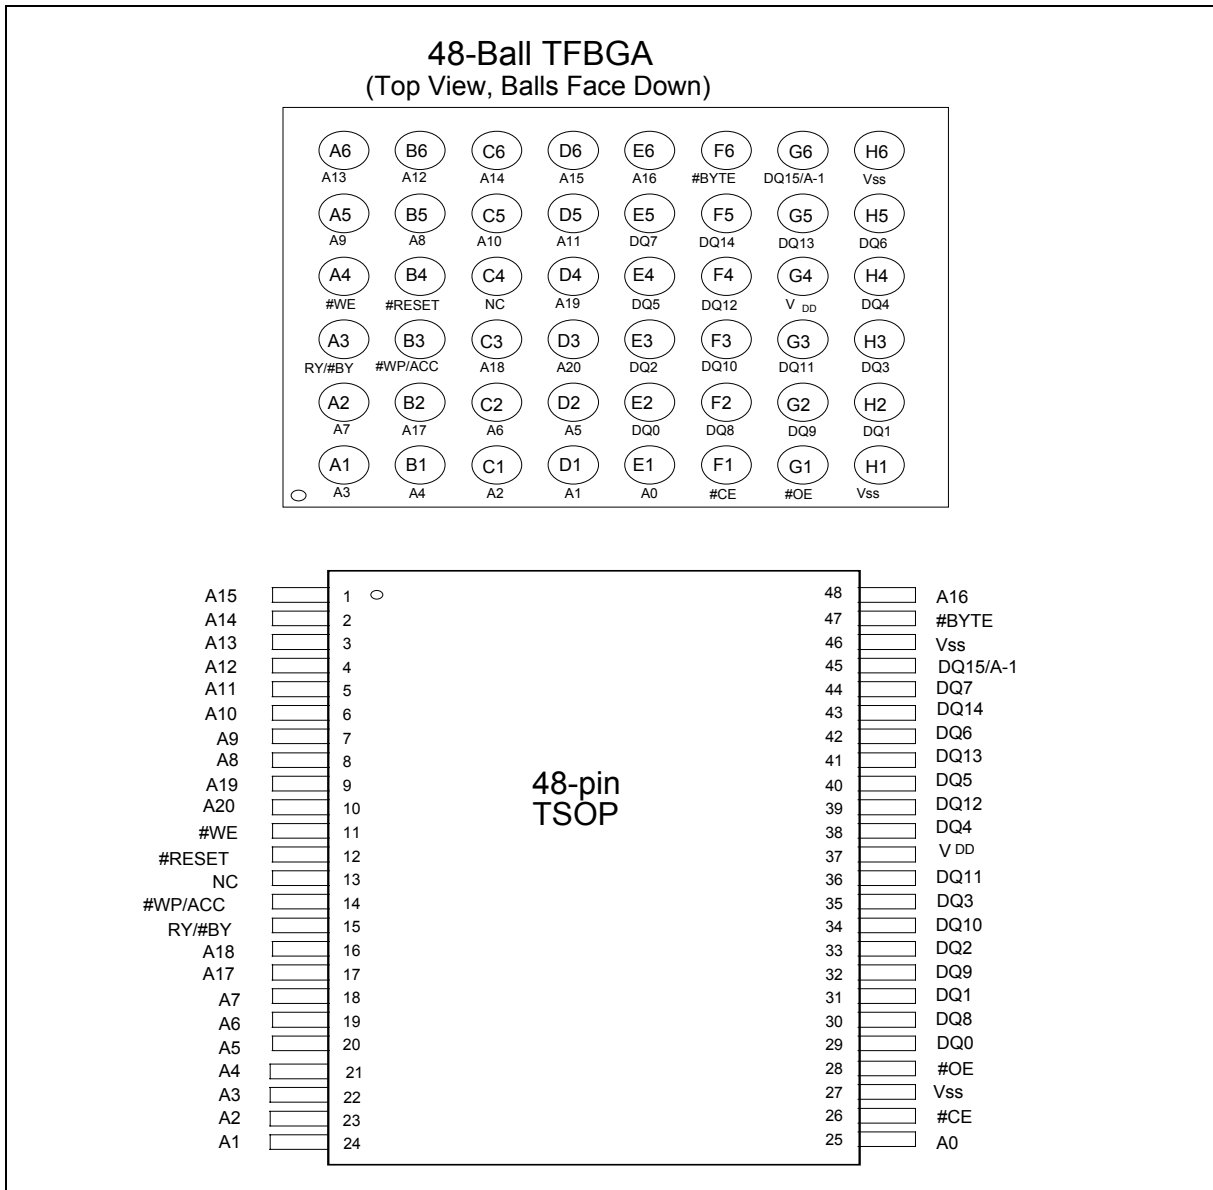 48-Ball TFBGA
(Top View, Balls Face Down)
A6 B6 C6 D6 E6 F6 G6 H6
A13 A12 A14 A15 A16 #BYTE DQ15/A-1 Vss
A5 B5 C5 D5 E5 F5 G5 H5
A9 A8 A10 A11 DQ7 DQ14 DQ13 DQ6
A4 B4 C4 D4 E4 F4 G4 H4
#WE #RESET NC A19 DQ5 DQ12 V DD DQ4
A3 B3 C3 D3 E3 F3 G3 H3
RY/#BY #WP/ACC A18 A20 DQ2 DQ10 DQ11 DQ3
A2 B2 C2 D2 E2 F2 G2 H2
A7 A17 A6 A5 DQ0 DQ8 DQ9 DQ1
A1 B1 C1 D1 E1 F1 G1 H1
A3 A4 A2 A1 A0 #CE #OE Vss
A15 1 48 A16
A14 2 47 #BYTE
A13 3 46 Vss
A12 4 45 DQ15/A-1
A11 5 44 DQ7
A10 6 43 DQ14
A9 7 42 DQ6
A8 8 41 DQ13
A19 9 40 DQ5
A20 10 39 DQ12
#WE 11 38 DQ4
#RESET 12 37 V DD
NC 13 36 DQ11
#WP/ACC 14 35 DQ3
RY/#BY 15 34 DQ10
A18 16 33 DQ2
A17 17 32 DQ9
A7 18 31 DQ1
A6 19 30 DQ8
A5 20 29 DQ0
A4 21 28 #OE
A3 22 27 Vss
A2 23 26 #CE
A1 24 25 A0
48-pin
TSOP